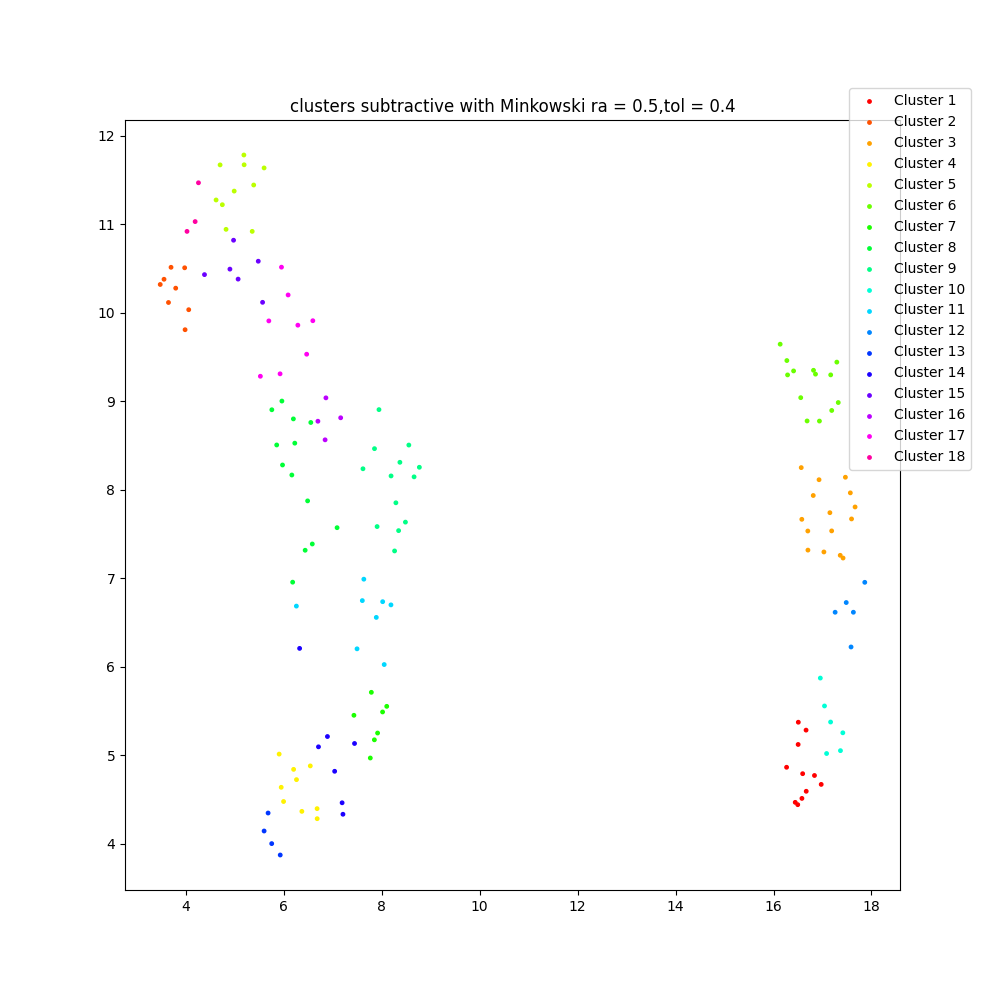 clusters subtractive with Minkowski ra = 0.5,tol = 0.4
Cluster 1
Cluster 2
Cluster 3
Cluster 4
Cluster 5
Cluster 6
Cluster 7
Cluster 8
Cluster 9
Cluster 10
Cluster 11
Cluster 12
Cluster 13
Cluster 14
Cluster 15
Cluster 16
Cluster 17
Cluster 18
12
11
10
9
8
7
6
5
4
4 6 8 10 12 14 16 18